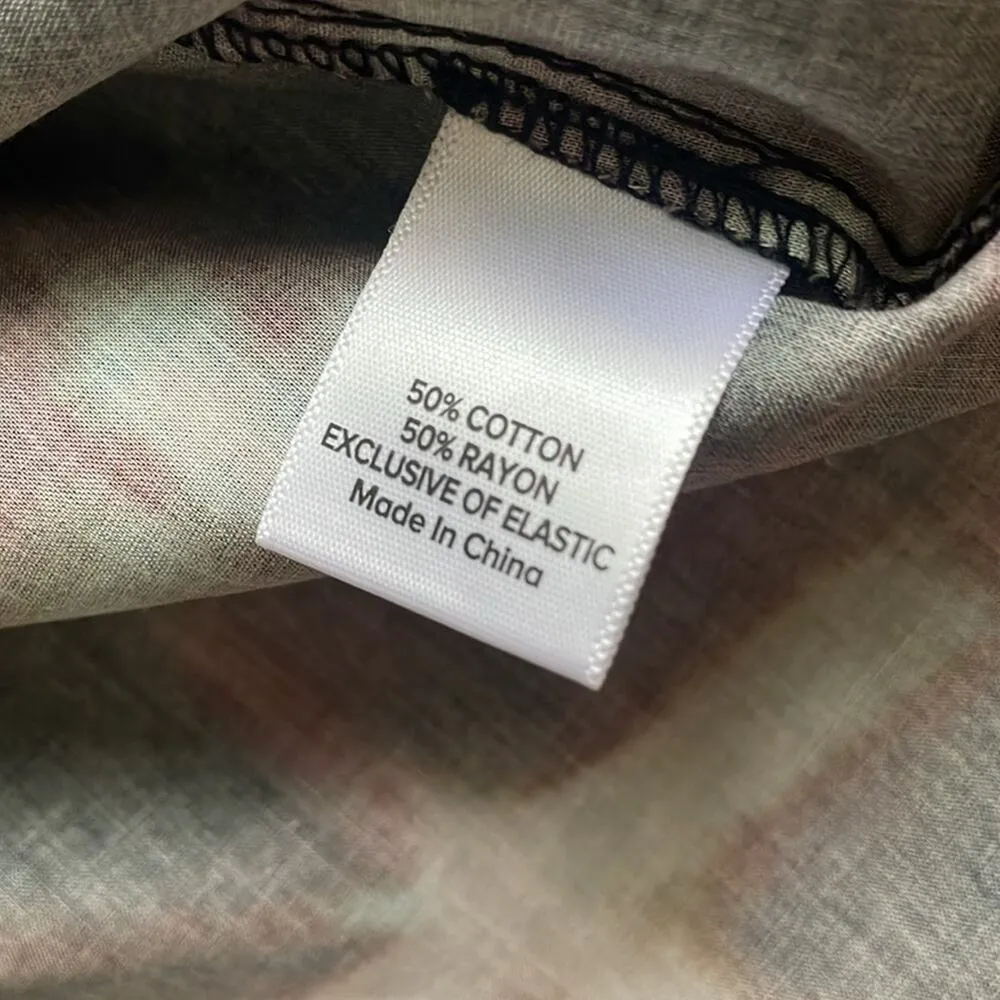 50% COTTON
50% RAYON
EXCLUSIVE OF ELASTIC
Made In China